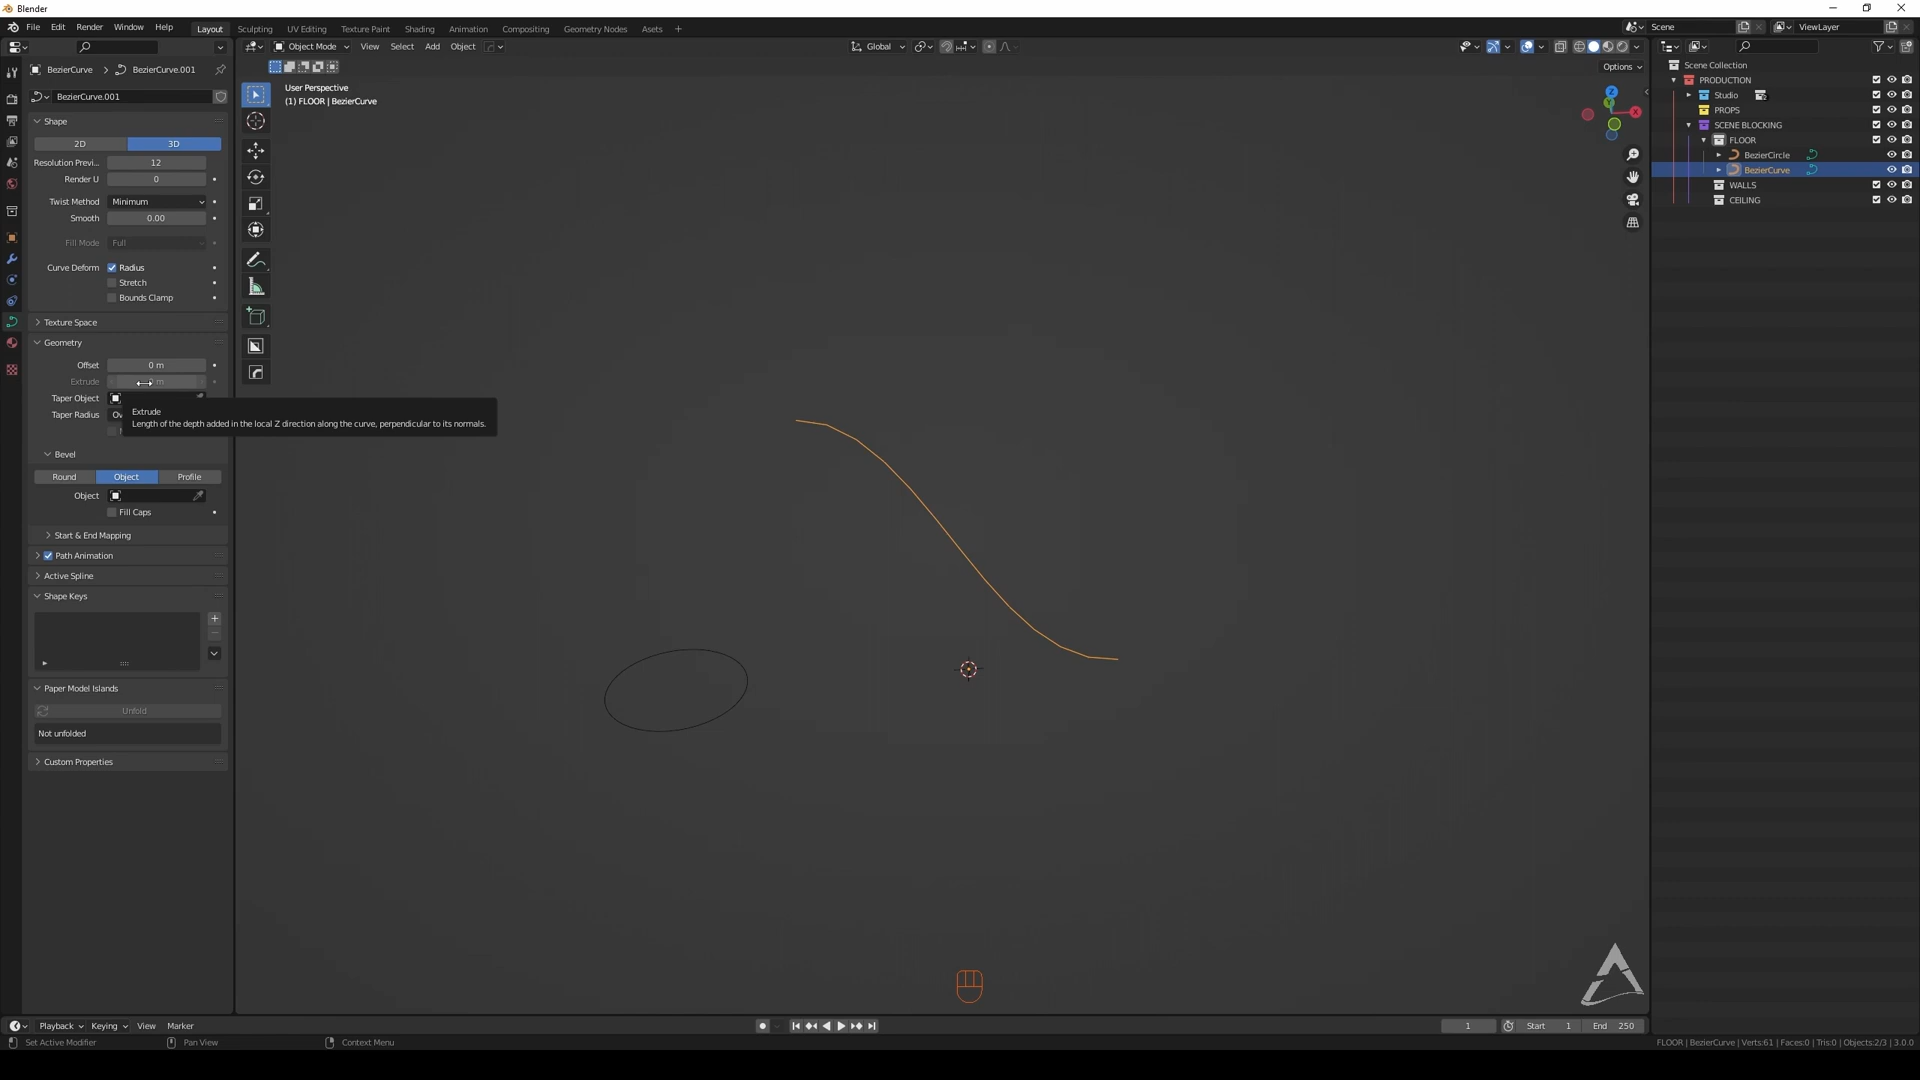 Blender
File Edit Render Window Help
Layout Sculpting UV Editing Texture Paint Shading Animation Compositing Geometry Nodes Assets +
Scene
ViewLayer
Object Mode View Select Add Object
Global
Options
BezierCurve > BezierCurve.001
BezierCurve.001
Shape
2D 3D
Resolution Previ... 12
Render U 0
Twist Method Minimum
Smooth 0.00
Fill Mode Full
Curve Deform Radius
Stretch
Bounds Clamp
Texture Space
Geometry
Offset 0 m
Extrude m
Taper Object
Taper Radius Ov
Extrude
Length of the depth added in the local Z direction along the curve, perpendicular to its normals.
Bevel
Round Object Profile
Object
Fill Caps
Start & End Mapping
Path Animation
Active Spline
Shape Keys
Paper Model Islands
Unfold
Not unfolded
Custom Properties
User Perspective
(1) FLOOR | BezierCurve
Z
Y
X
Scene Collection
PRODUCTION
Studio
PROPS
SCENE BLOCKING
FLOOR
BezierCircle
BezierCurve
WALLS
CEILING
Playback Keying View Marker
1 Start 1 End 250
Set Active Modifier Pan View Context Menu
FLOOR | BezierCurve | Verts:61 | Faces:0 | Tris:0 | Objects:2/3 | 3.0.0